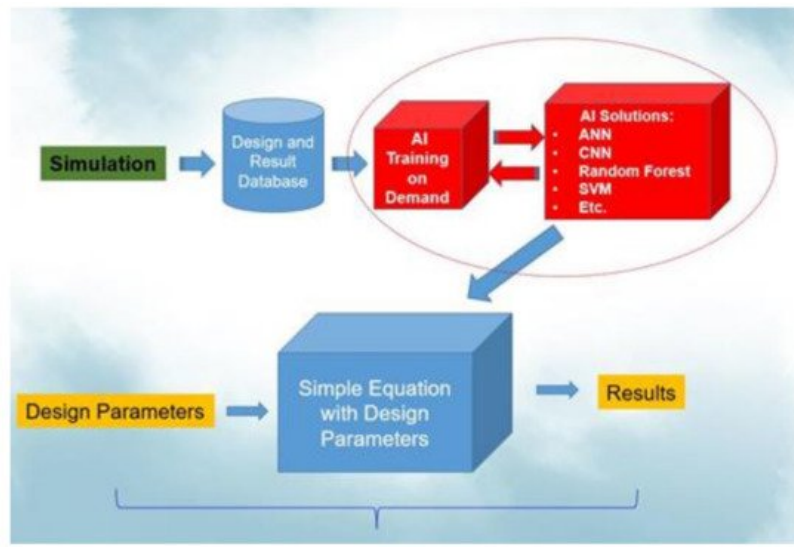 Simulation
Design and
Result
Database
AI
Training
on
Demand
AI Solutions:
• ANN
• CNN
• Random Forest
• SVM
• Etc.
Design Parameters
Simple Equation
with Design
Parameters
Results